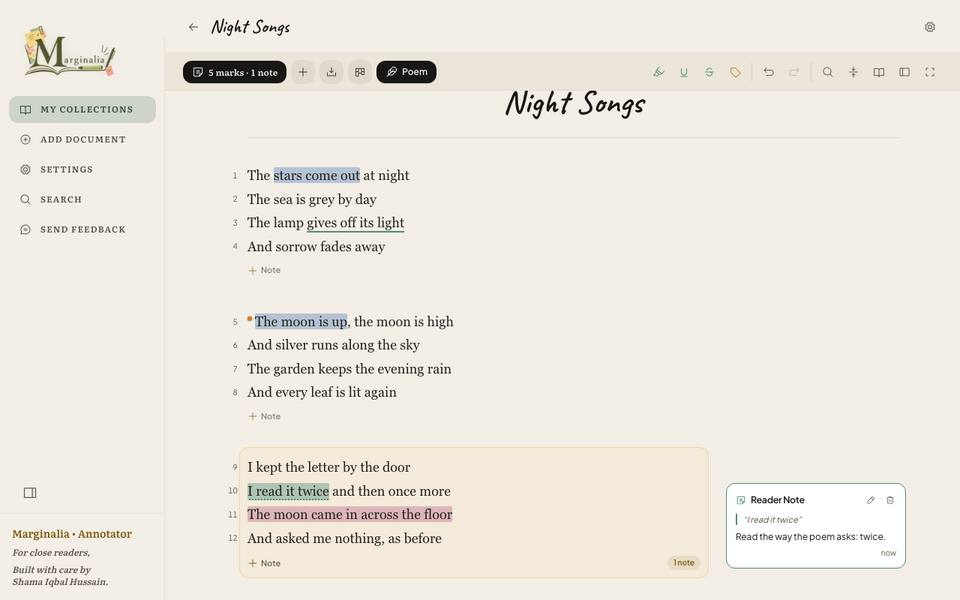 Marginalia
MY COLLECTIONS
ADD DOCUMENT
SETTINGS
SEARCH
SEND FEEDBACK
Marginalia • Annotator
For close readers,
Built with care by
Shama Iqbal Hussain.
← Night Songs
5 marks · 1 note
Poem
Night Songs
1 The stars come out at night
2 The sea is grey by day
3 The lamp gives off its light
4 And sorrow fades away
+ Note
5 The moon is up, the moon is high
6 And silver runs along the sky
7 The garden keeps the evening rain
8 And every leaf is lit again
+ Note
9 I kept the letter by the door
10 I read it twice and then once more
11 The moon came in across the floor
12 And asked me nothing, as before
+ Note
1 note
Reader Note
"I read it twice"
Read the way the poem asks: twice.
now